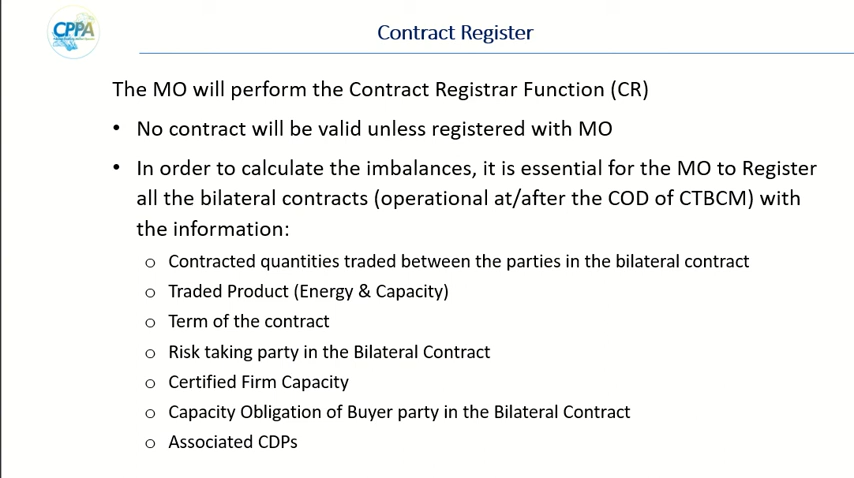 CPPA
Contract Register
The MO will perform the Contract Registrar Function (CR)
• No contract will be valid unless registered with MO
• In order to calculate the imbalances, it is essential for the MO to Register
all the bilateral contracts (operational at/after the COD of CTBCM) with
the information:
o Contracted quantities traded between the parties in the bilateral contract
o Traded Product (Energy & Capacity)
o Term of the contract
o Risk taking party in the Bilateral Contract
o Certified Firm Capacity
o Capacity Obligation of Buyer party in the Bilateral Contract
o Associated CDPs